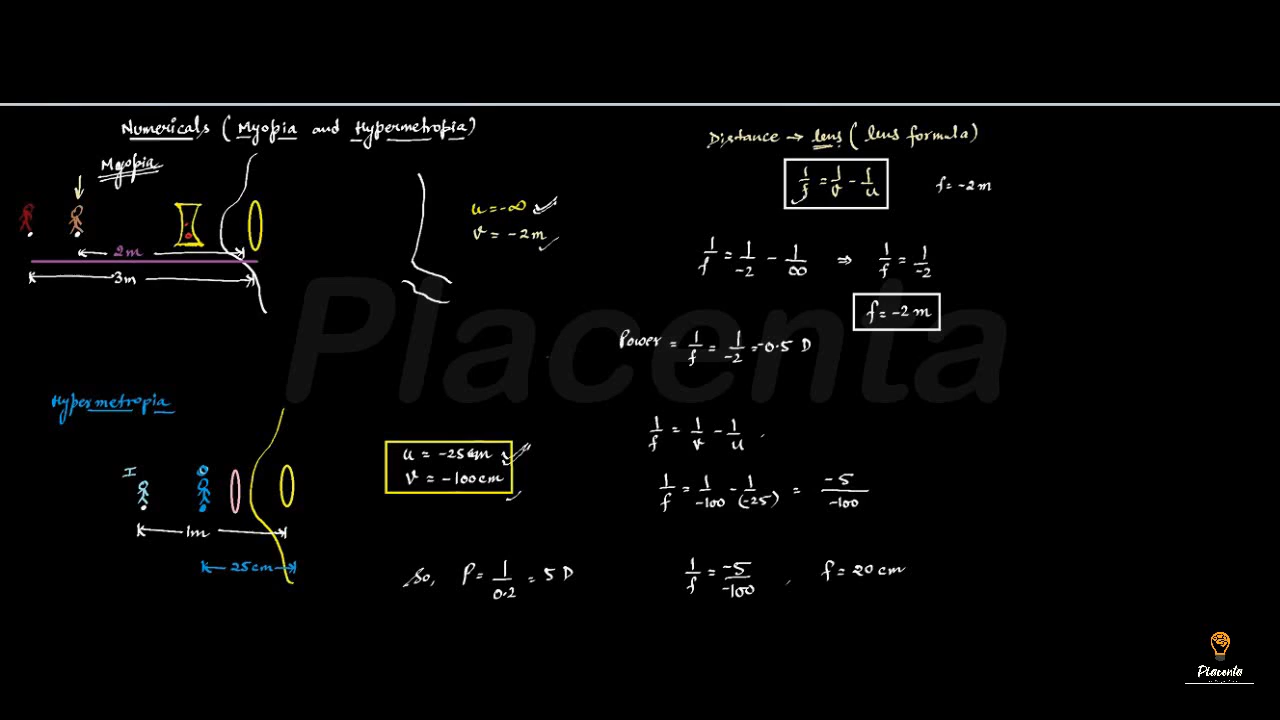 Numericals (Myopia and Hypermetropia)
Myopia
2m
3m
u = -∞
v = -2m
Distance → lens (lens formula)
1/f = 1/v - 1/u
f = -2m
1/f = 1/-2 - 1/∞ ⇒ 1/f = 1/-2
f = -2m
Power = 1/f = 1/-2 = -0.5 D
Placenta
Hypermetropia
I
O
1m
25cm
u = -25cm
v = -100cm
1/f = 1/v - 1/u
1/f = 1/-100 - 1/(-25) = -5/-100
1/f = -5/-100 , f = 20cm
So, P = 1/0.2 = 5 D
Placenta